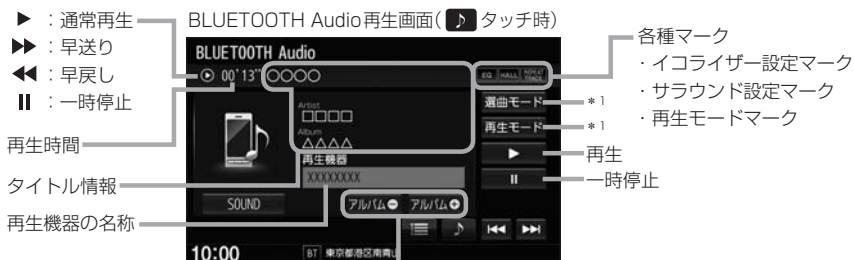 ▶ ：通常再生
▶▶ ：早送り
◀◀ ：早戻し
⏸ ：一時停止
再生時間
タイトル情報
再生機器の名称
BLUETOOTH Audio再生画面(♪タッチ時)
BLUETOOTH Audio
00'13" ○○○○
EQ HALL REPEAT TRACK
Artist
□□□□
Album
△△△△
再生機器
XXXXXXXX
SOUND
アルバム－ アルバム＋
選曲モード
再生モード
10:00
BT 東京都港区南青山
＊1
＊1
再生
一時停止
各種マーク
・イコライザー設定マーク
・サラウンド設定マーク
・再生モードマーク